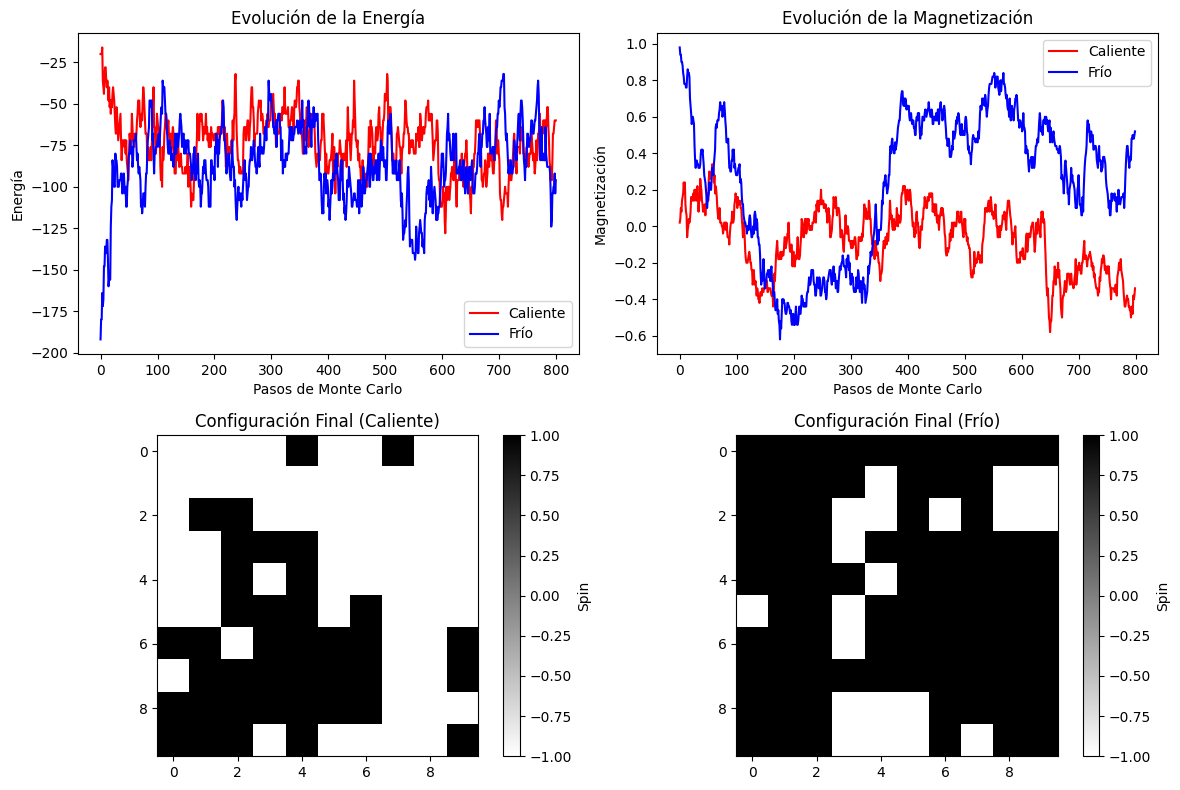 Evolución de la Energía
Energía
−25
−50
−75
−100
−125
−150
−175
−200
Caliente
Frío
0 100 200 300 400 500 600 700 800
Pasos de Monte Carlo
Evolución de la Magnetización
Magnetización
1.0
0.8
0.6
0.4
0.2
0.0
−0.2
−0.4
−0.6
Caliente
Frío
0 100 200 300 400 500 600 700 800
Pasos de Monte Carlo
Configuración Final (Caliente)
0
2
4
6
8
0 2 4 6 8
1.00
0.75
0.50
0.25
0.00
−0.25
−0.50
−0.75
−1.00
Spin
Configuración Final (Frío)
0
2
4
6
8
0 2 4 6 8
1.00
0.75
0.50
0.25
0.00
−0.25
−0.50
−0.75
−1.00
Spin